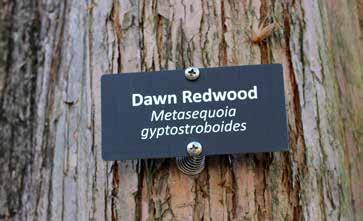 Dawn Redwood
Metasequoia
gyptostroboides